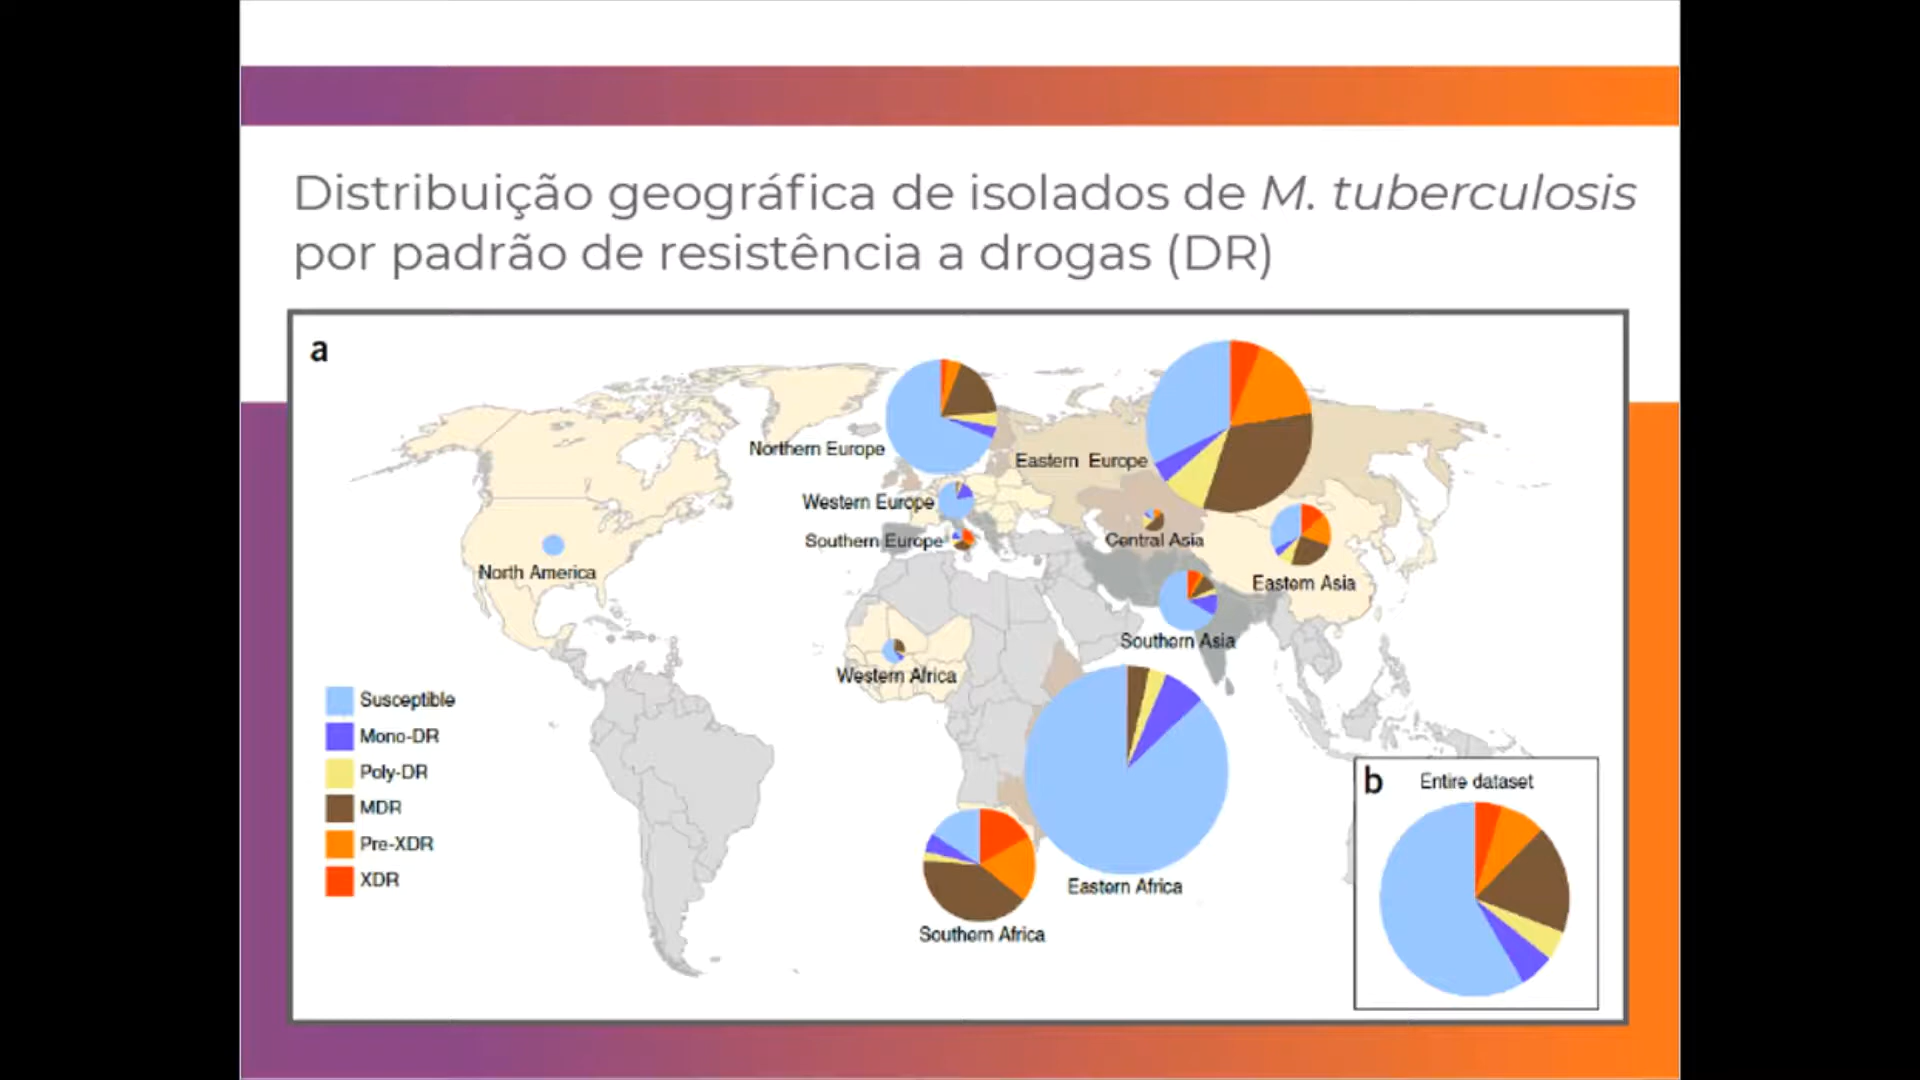 Distribuição geográfica de isolados de M. tuberculosis
por padrão de resistência a drogas (DR)
a
Northern Europe
Eastern Europe
Western Europe
Southern Europe
Central Asia
North America
Eastern Asia
Southern Asia
Western Africa
Susceptible
Mono-DR
Poly-DR
MDR
Pre-XDR
XDR
Eastern Africa
Southern Africa
b
Entire dataset